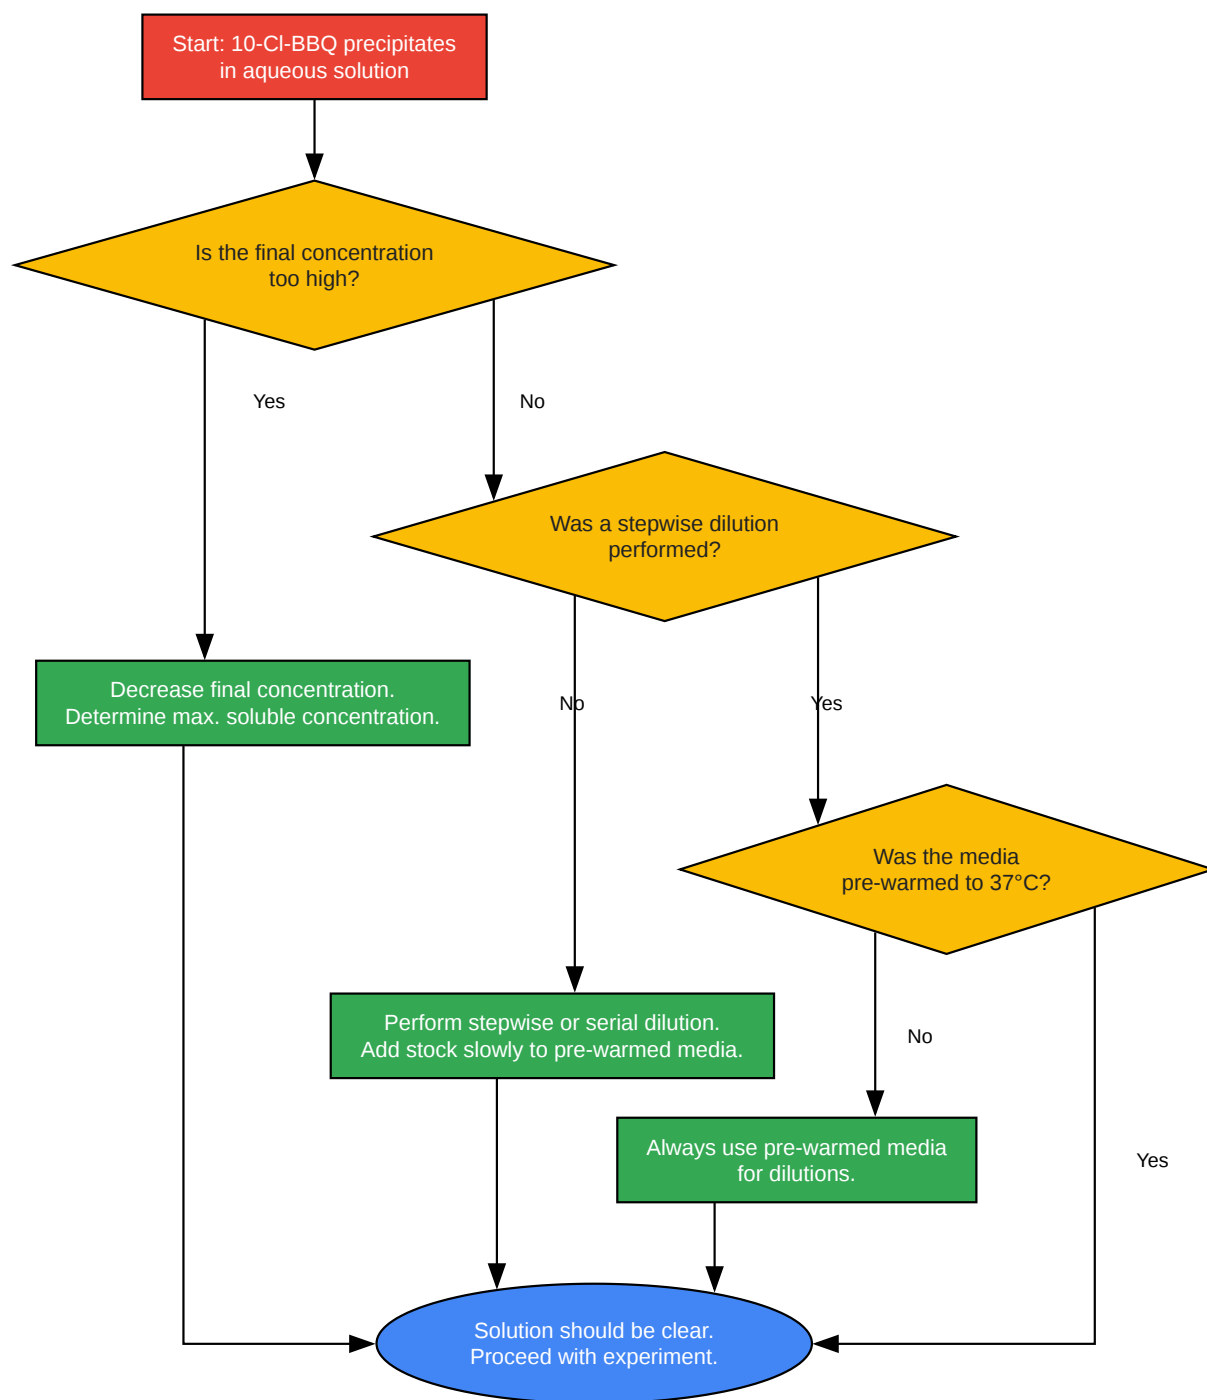 Start: 10-Cl-BBQ precipitates
in aqueous solution
Is the final concentration
too high?
Yes
No
Was a stepwise dilution
performed?
Decrease final concentration.
Determine max. soluble concentration.
No
Yes
Was the media
pre-warmed to 37°C?
Perform stepwise or serial dilution.
Add stock slowly to pre-warmed media.
No
Always use pre-warmed media
for dilutions.
Yes
Solution should be clear.
Proceed with experiment.